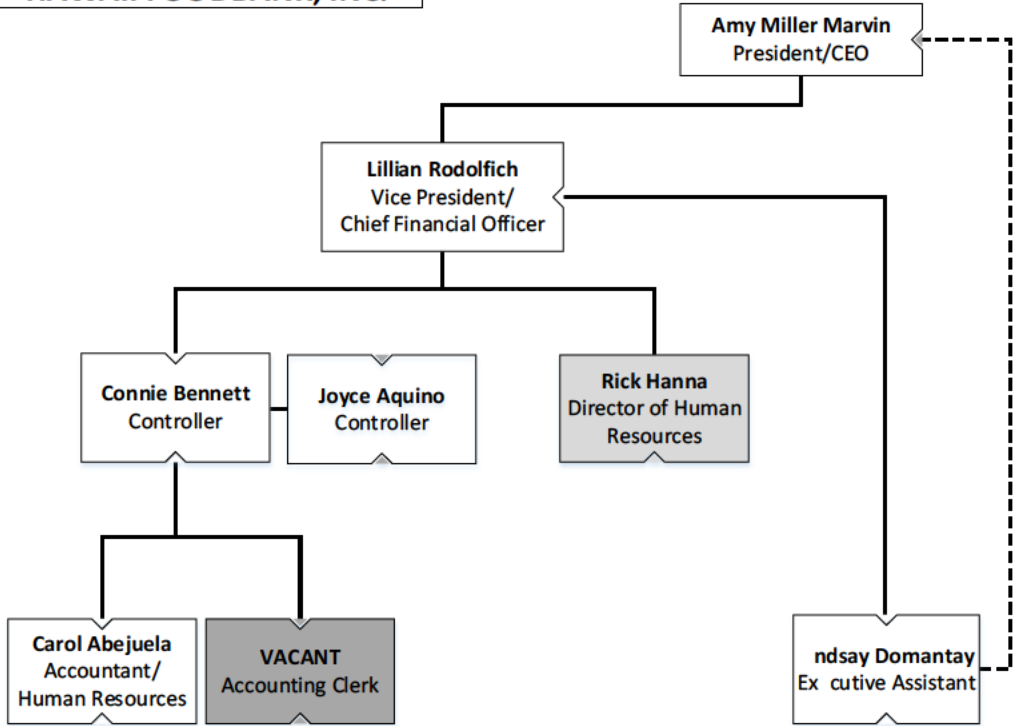 Amy Miller Marvin
President/CEO
Lillian Rodolfich
Vice President/
Chief Financial Officer
Connie Bennett
Controller
Joyce Aquino
Controller
Rick Hanna
Director of Human
Resources
Carol Abejuela
Accountant/
Human Resources
VACANT
Accounting Clerk
ndsay Domantay
Ex cutive Assistant